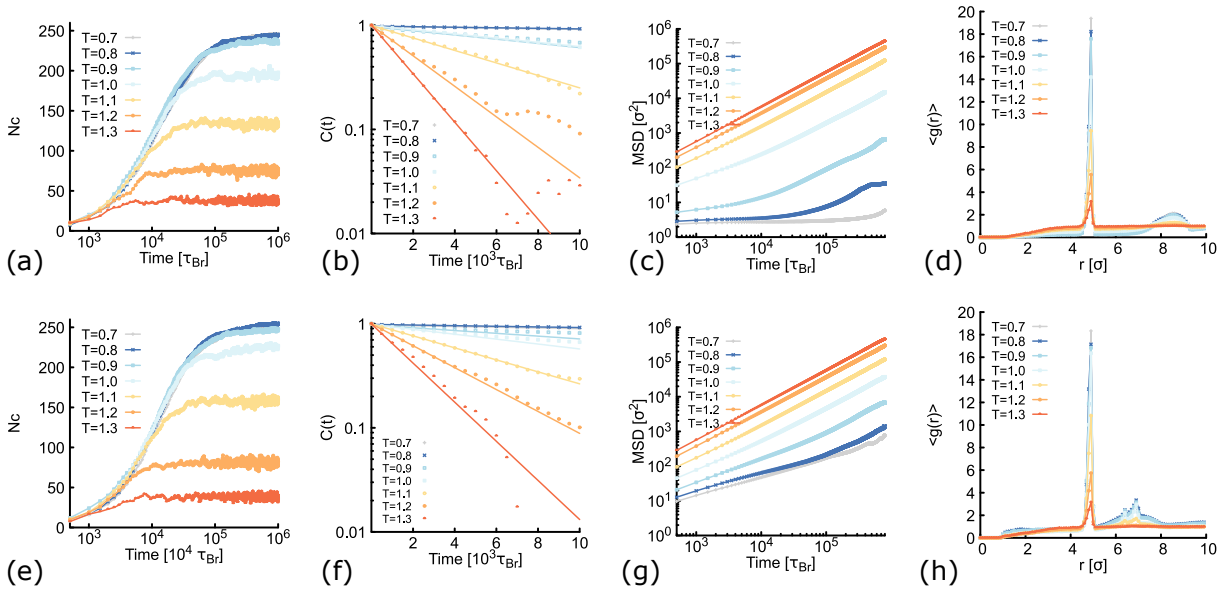 250
200
150
100
50
0
Nc
T=0.7
T=0.8
T=0.9
T=1.0
T=1.1
T=1.2
T=1.3
10³ 10⁴ 10⁵ 10⁶
Time [τBr]
(a)
1
0.1
0.01
C(t)
T=0.7
T=0.8
T=0.9
T=1.0
T=1.1
T=1.2
T=1.3
0 2 4 6 8 10
Time [10³τBr]
(b)
10⁶
10⁵
10⁴
10³
10²
10¹
10⁰
MSD [σ²]
T=0.7
T=0.8
T=0.9
T=1.0
T=1.1
T=1.2
T=1.3
10³ 10⁴ 10⁵
Time [τBr]
(c)
20
18
16
14
12
10
8
6
4
2
0
<g(r)>
T=0.7
T=0.8
T=0.9
T=1.0
T=1.1
T=1.2
T=1.3
0 2 4 6 8 10
r [σ]
(d)
250
200
150
100
50
0
Nc
T=0.7
T=0.8
T=0.9
T=1.0
T=1.1
T=1.2
T=1.3
10³ 10⁴ 10⁵ 10⁶
Time [10⁴ τBr]
(e)
1
0.1
0.01
C(t)
T=0.7
T=0.8
T=0.9
T=1.0
T=1.1
T=1.2
T=1.3
0 2 4 6 8 10
Time [10³τBr]
(f)
10⁶
10⁵
10⁴
10³
10²
10¹
10⁰
MSD [σ²]
T=0.7
T=0.8
T=0.9
T=1.0
T=1.1
T=1.2
T=1.3
10³ 10⁴ 10⁵
Time [τBr]
(g)
20
18
16
14
12
10
8
6
4
2
0
<g(r)>
T=0.7
T=0.8
T=0.9
T=1.0
T=1.1
T=1.2
T=1.3
0 2 4 6 8 10
r [σ]
(h)